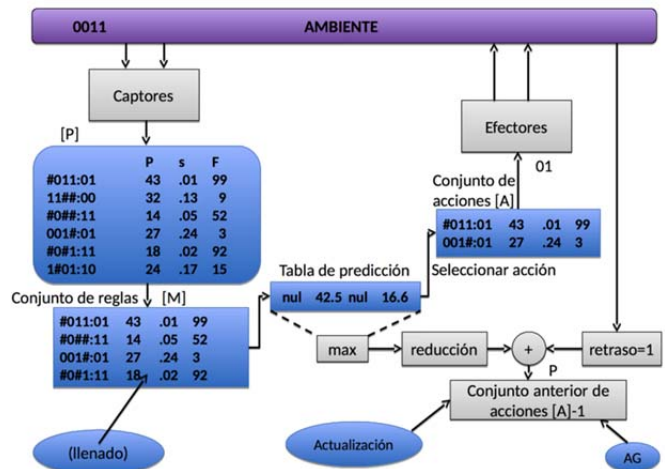 0011 AMBIENTE
Captores
Efectores
[P]
P s F
#011:01 43 .01 99
11##:00 32 .13 9
#0##:11 14 .05 52
001#:01 27 .24 3
#0#1:11 18 .02 92
1#01:10 24 .17 15
01
Conjunto de
acciones [A]
#011:01 43 .01 99
001#:01 27 .24 3
Seleccionar acción
Tabla de predicción
nul 42.5 nul 16.6
Conjunto de reglas [M]
#011:01 43 .01 99
#0##:11 14 .05 52
001#:01 27 .24 3
#0#1:11 18 .02 92
max
reducción
+
retraso=1
P
Conjunto anterior de
acciones [A]-1
(llenado)
Actualización
AG